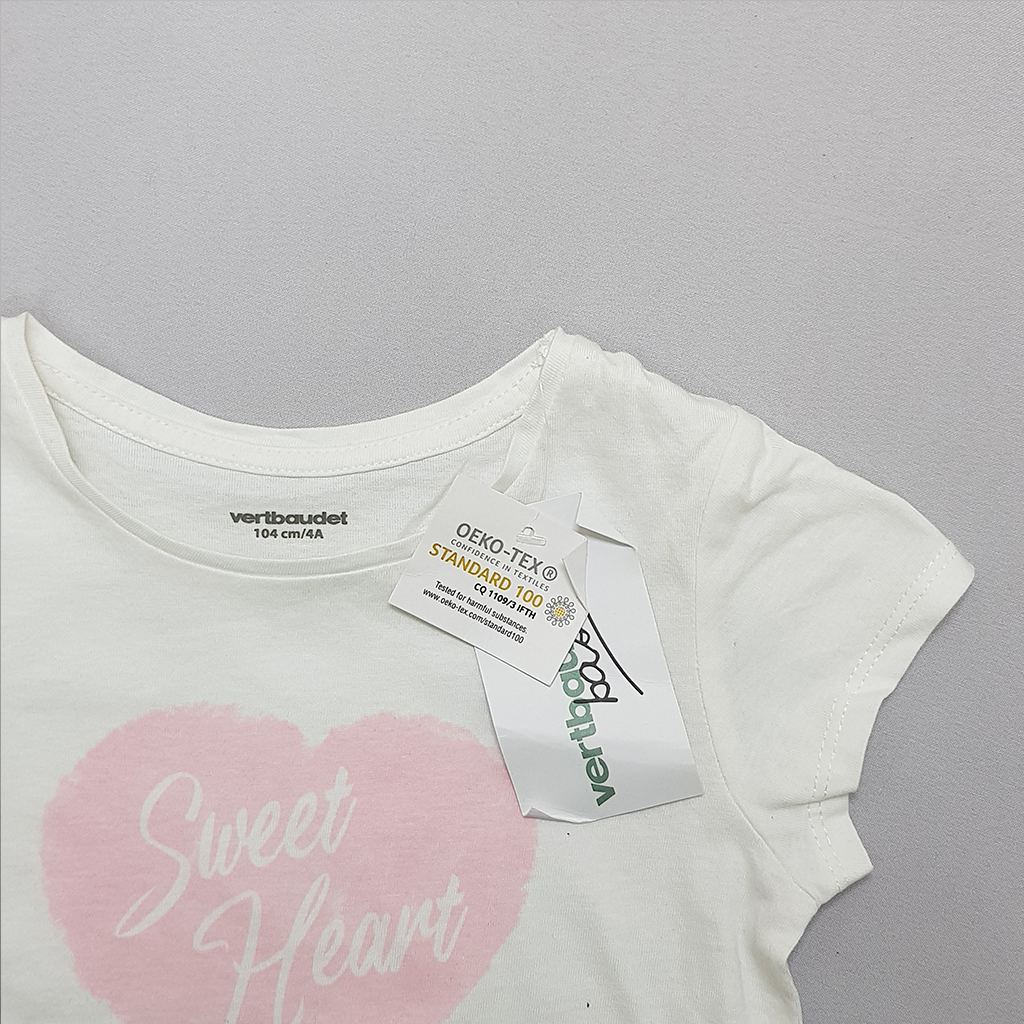 vertbaudet
104 cm/4A
OEKO-TEX®
CONFIDENCE IN TEXTILES
STANDARD 100
CQ 1109/3 IFTH
Tested for harmful substances.
www.oeko-tex.com/standard100
vertbau
Sweet
Heart